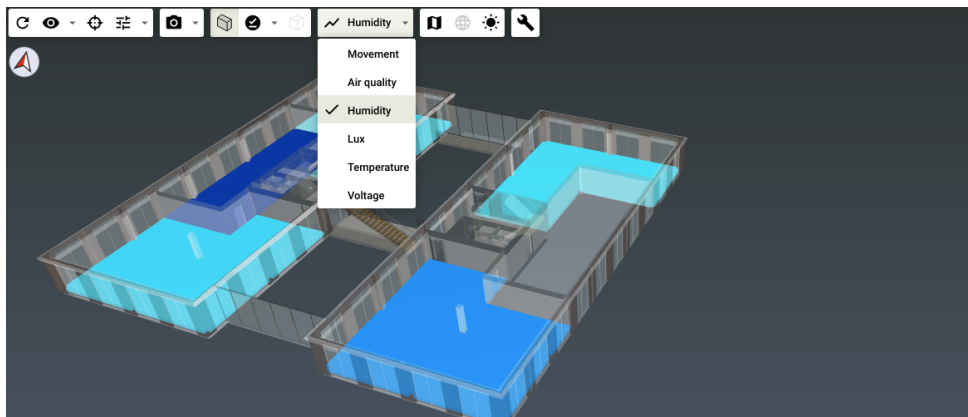 Humidity
Movement
Air quality
Humidity
Lux
Temperature
Voltage